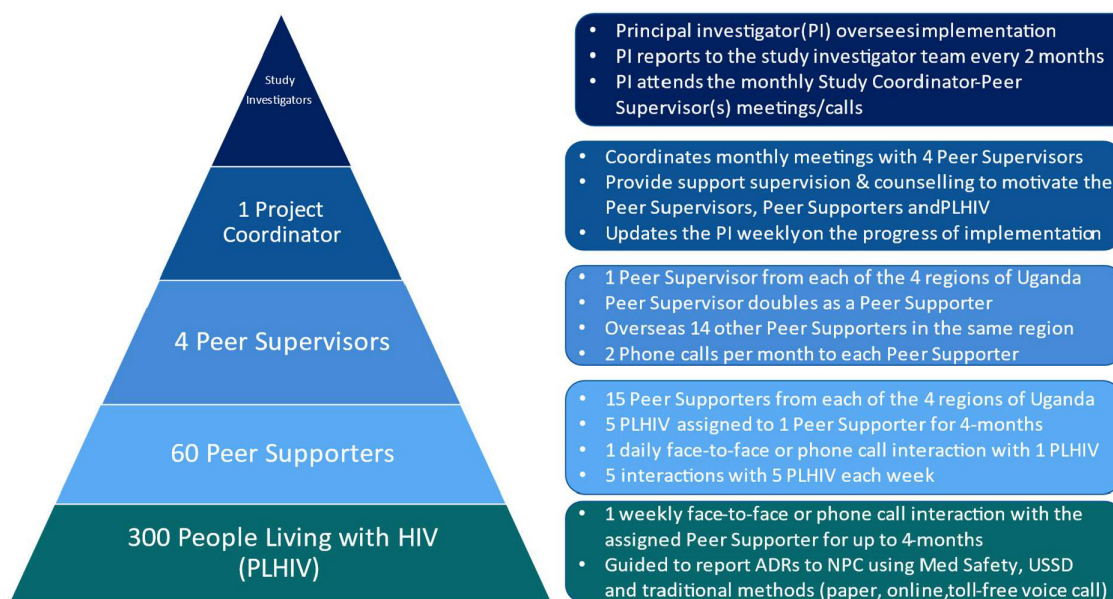 Study
Investigators
• Principal investigator(PI) overseesimplementation
• PI reports to the study investigator team every 2 months
• PI attends the monthly Study Coordinator-Peer
Supervisor(s) meetings/calls
1 Project
Coordinator
• Coordinates monthly meetings with 4 Peer Supervisors
• Provide support supervision & counselling to motivate the
Peer Supervisors, Peer Supporters andPLHIV
• Updates the PI weekly on the progress of implementation
4 Peer Supervisors
• 1 Peer Supervisor from each of the 4 regions of Uganda
• Peer Supervisor doubles as a Peer Supporter
• Overseas 14 other Peer Supporters in the same region
• 2 Phone calls per month to each Peer Supporter
60 Peer Supporters
• 15 Peer Supporters from each of the 4 regions of Uganda
• 5 PLHIV assigned to 1 Peer Supporter for 4-months
• 1 daily face-to-face or phone call interaction with 1 PLHIV
• 5 interactions with 5 PLHIV each week
300 People Living with HIV
(PLHIV)
• 1 weekly face-to-face or phone call interaction with the
assigned Peer Supporter for up to 4-months
• Guided to report ADRs to NPC using Med Safety, USSD
and traditional methods (paper, online,toll-free voice call)